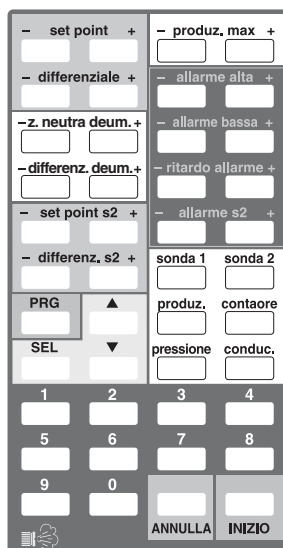 − set point +
− produz. max +
− differenziale +
− allarme alta +
− z. neutra deum. +
− allarme bassa +
− differenz. deum. +
− ritardo allarme +
− set point s2 +
− allarme s2 +
− differenz. s2 +
sonda 1 sonda 2
PRG ▲
produz. contaore
SEL ▼
pressione conduc.
1 2 3 4
5 6 7 8
9 0
ANNULLA INIZIO